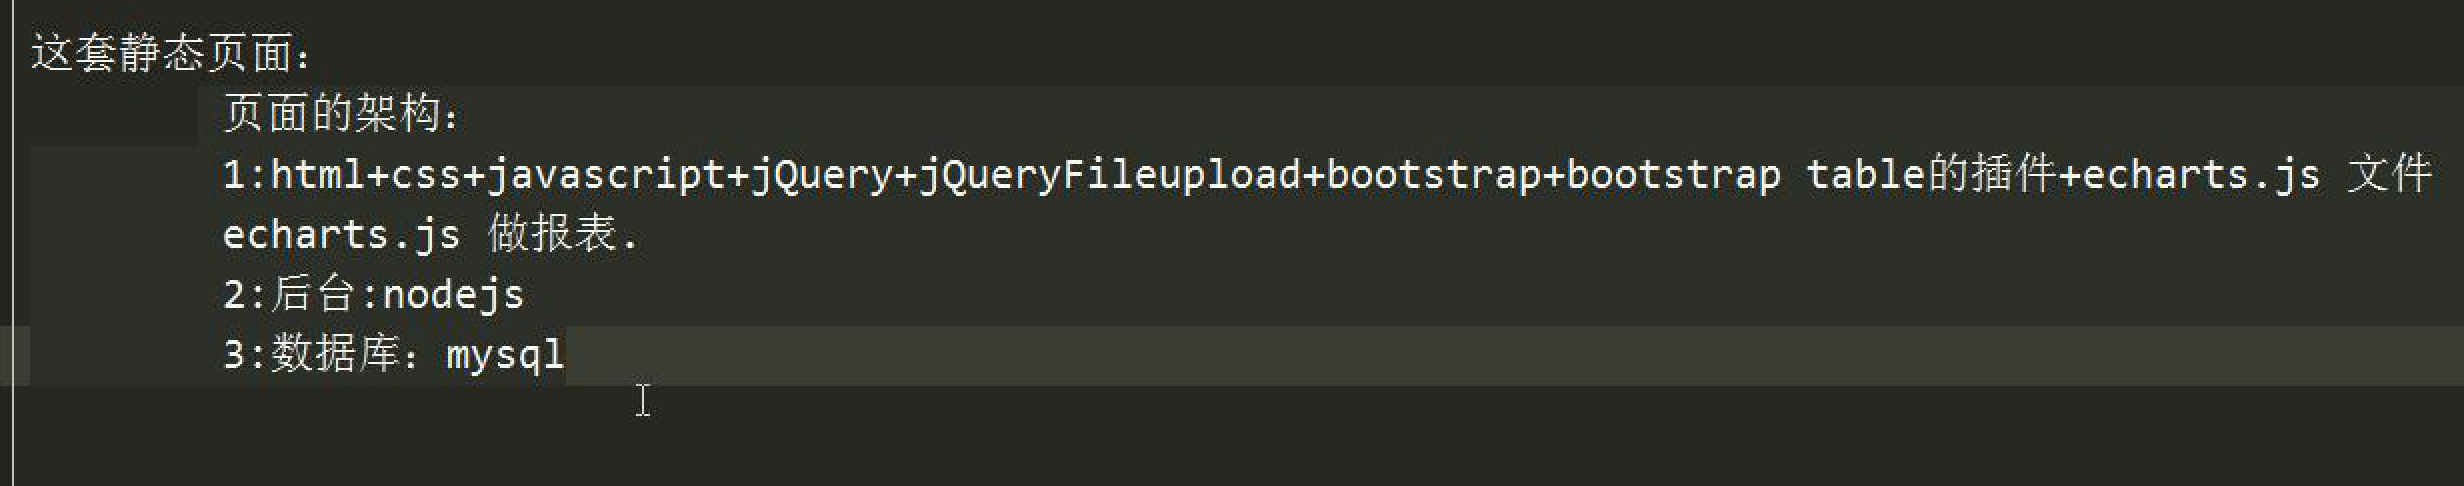 这套静态页面：
页面的架构：
1:html+css+javascript+jQuery+jQueryFileupload+bootstrap+bootstrap table的插件+echarts.js 文件
echarts.js 做报表.
2:后台:nodejs
3:数据库：mysql